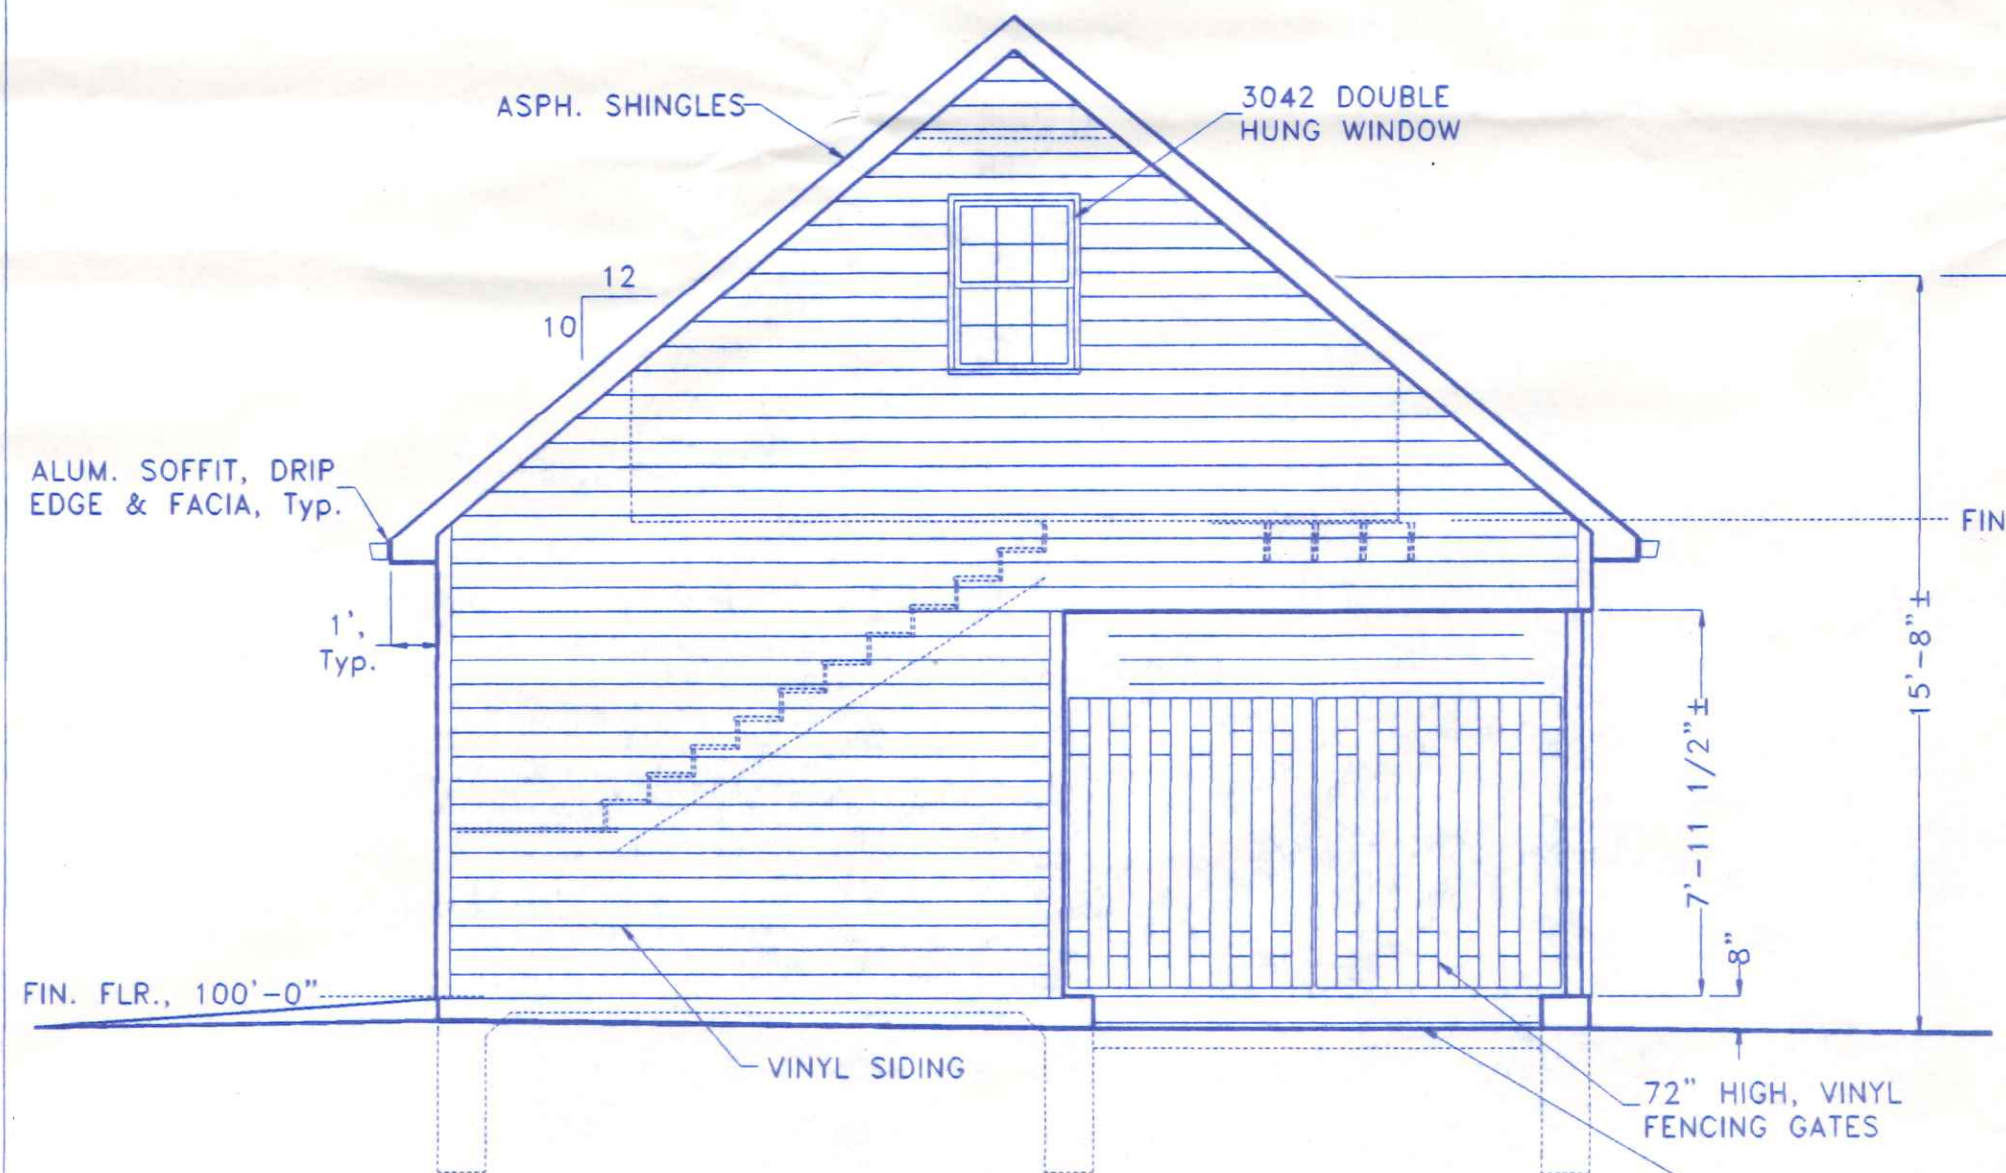 ASPH. SHINGLES
3042 DOUBLE
HUNG WINDOW
12
10
ALUM. SOFFIT, DRIP
EDGE & FACIA, Typ.
FIN
1',
Typ.
15'-8"±
7'-11 1/2"±
8"
FIN. FLR., 100'-0"
VINYL SIDING
72" HIGH, VINYL
FENCING GATES